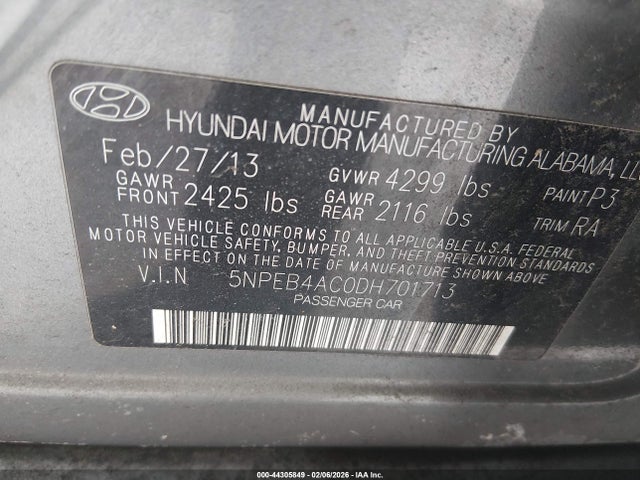 MANUFACTURED BY
HYUNDAI MOTOR MANUFACTURING ALABAMA, LLC
Feb/27/13 GVWR 4299 lbs PAINT P3
GAWR FRONT 2425 lbs GAWR REAR 2116 lbs TRIM RA
THIS VEHICLE CONFORMS TO ALL APPLICABLE U.S.A. FEDERAL
MOTOR VEHICLE SAFETY, BUMPER, AND THEFT PREVENTION STANDARDS
IN EFFECT ON THE DATE OF MANUFACTURE SHOWN ABOVE.
V.I.N 5NPEB4AC0DH701713
PASSENGER CAR
000-44305849 - 02/06/2026 - © IAA Inc.